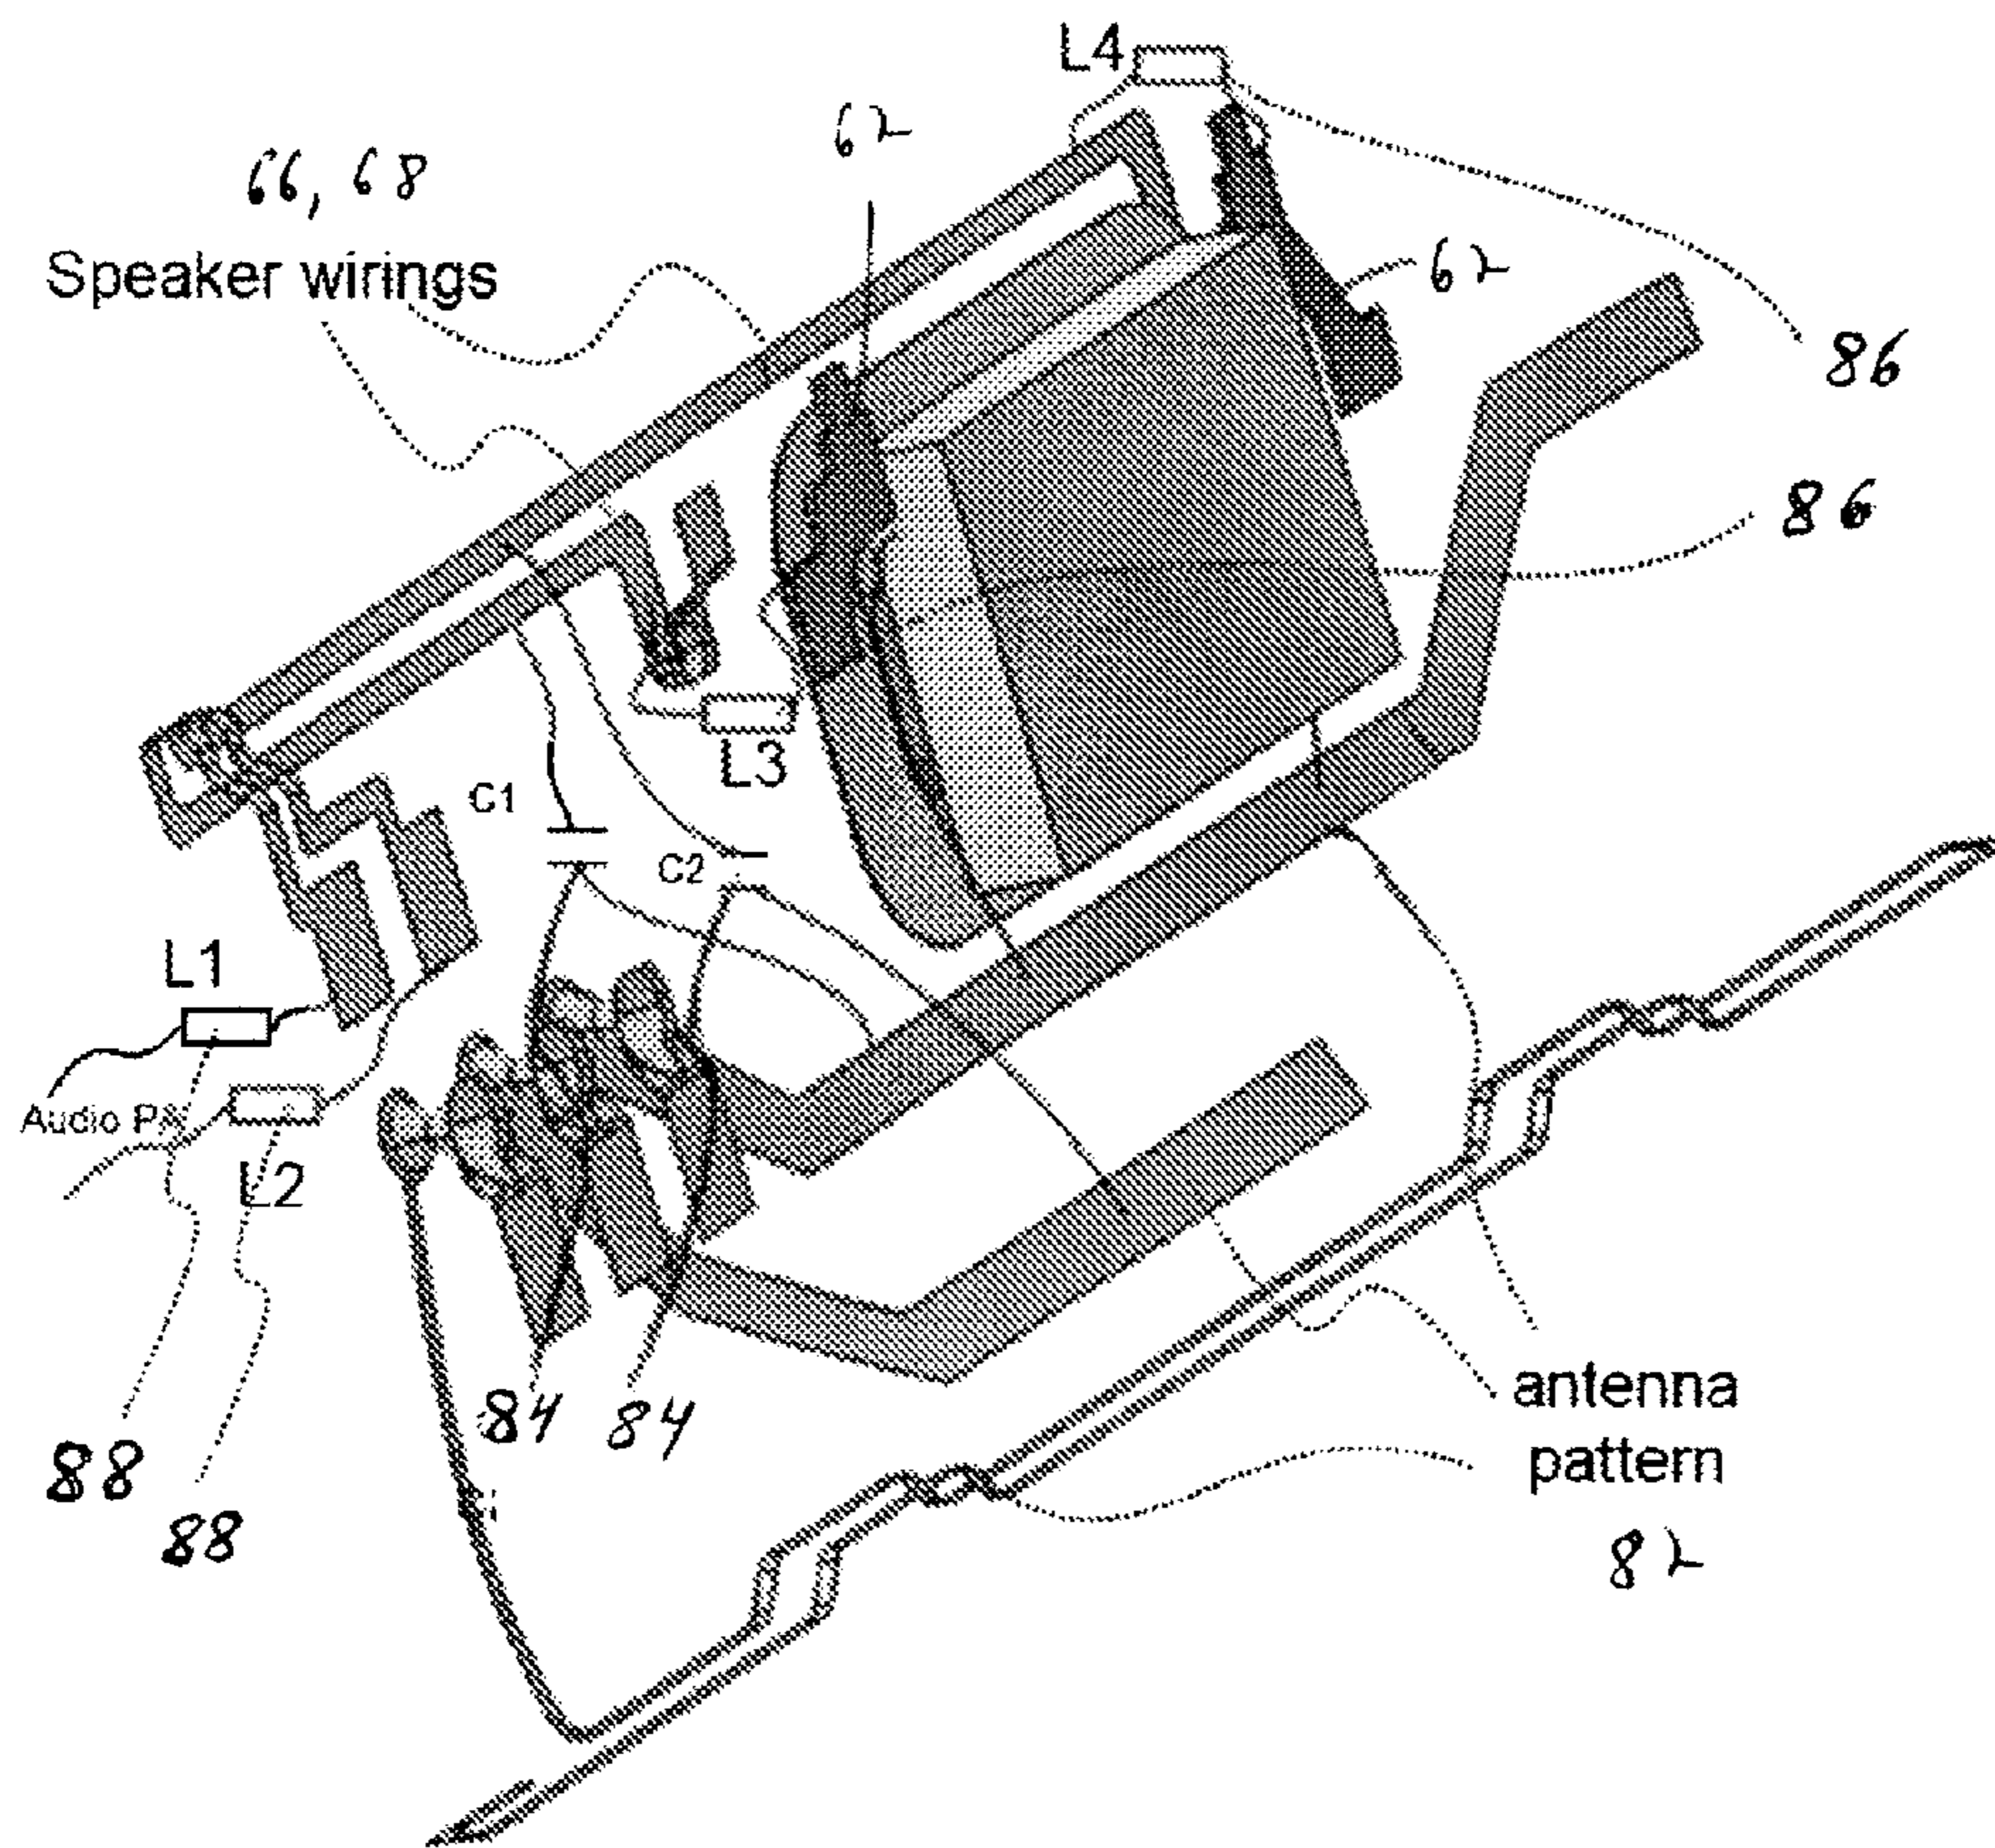 L4
62
66, 68
Speaker wirings
62
86
86
L3
C1
C2
L1
Audio PA
L2
84
84
antenna
pattern
82
88
88